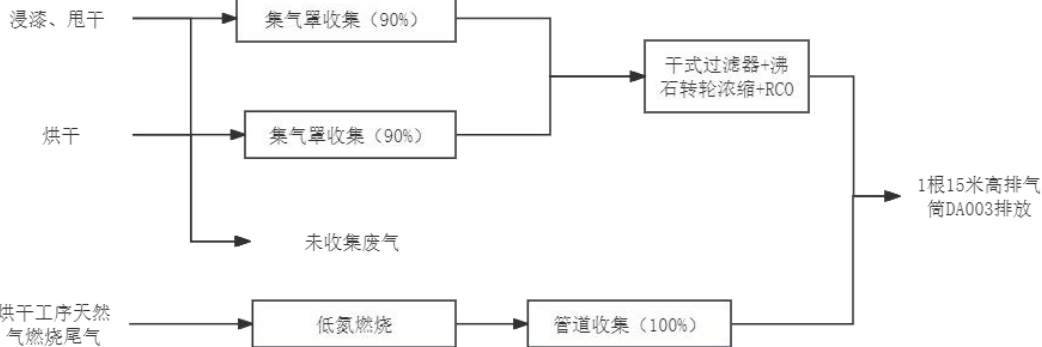 浸漆、甩干
集气罩收集（90%）
干式过滤器+沸
石转轮浓缩+RCO
烘干
集气罩收集（90%）
1根15米高排气
筒DA003排放
未收集废气
烘干工序天然
气燃烧尾气
低氮燃烧
管道收集（100%）